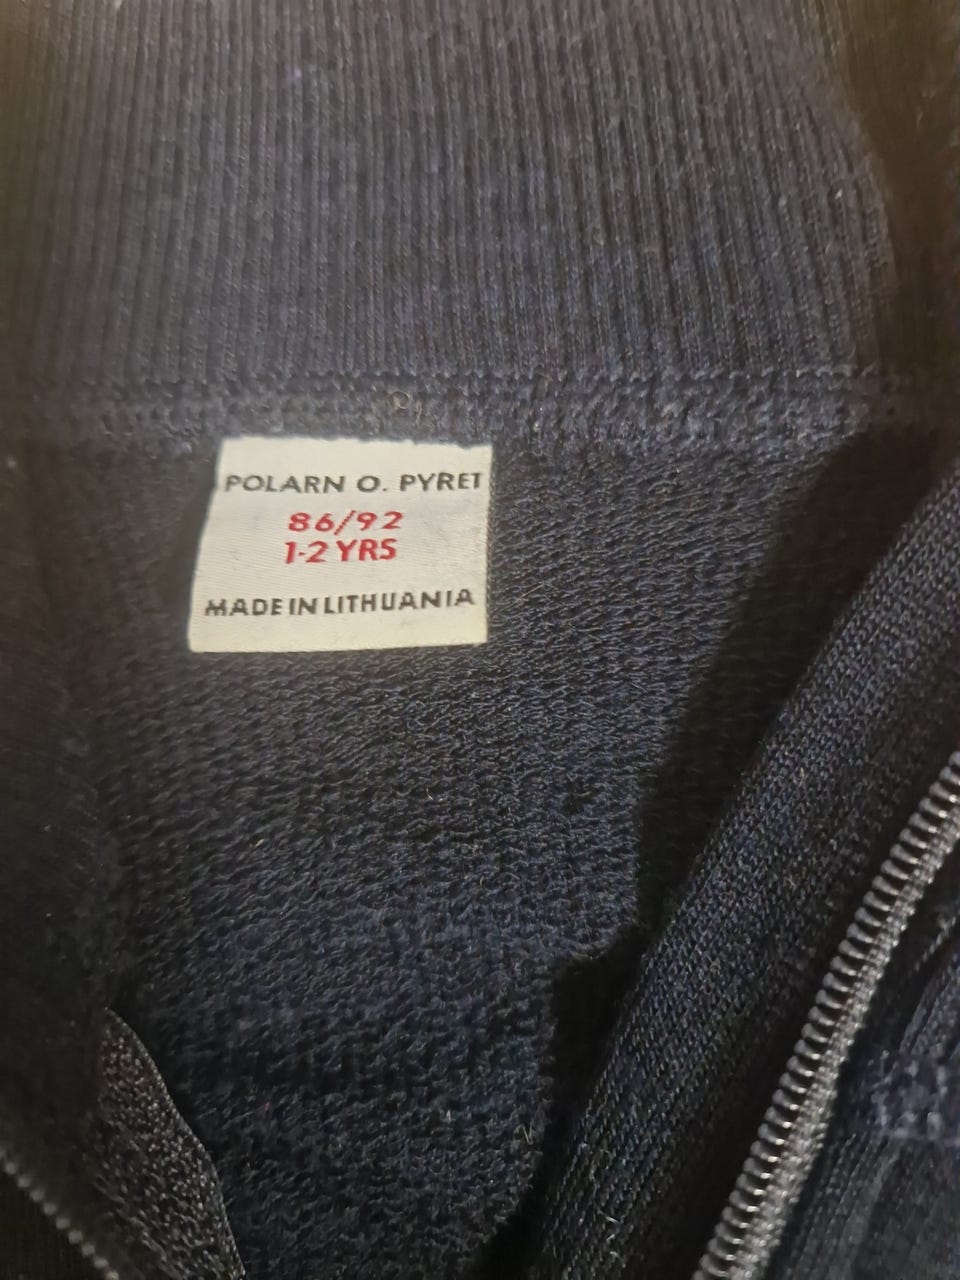 POLARN O. PYRET
86/92
1-2 YRS
MADE IN LITHUANIA